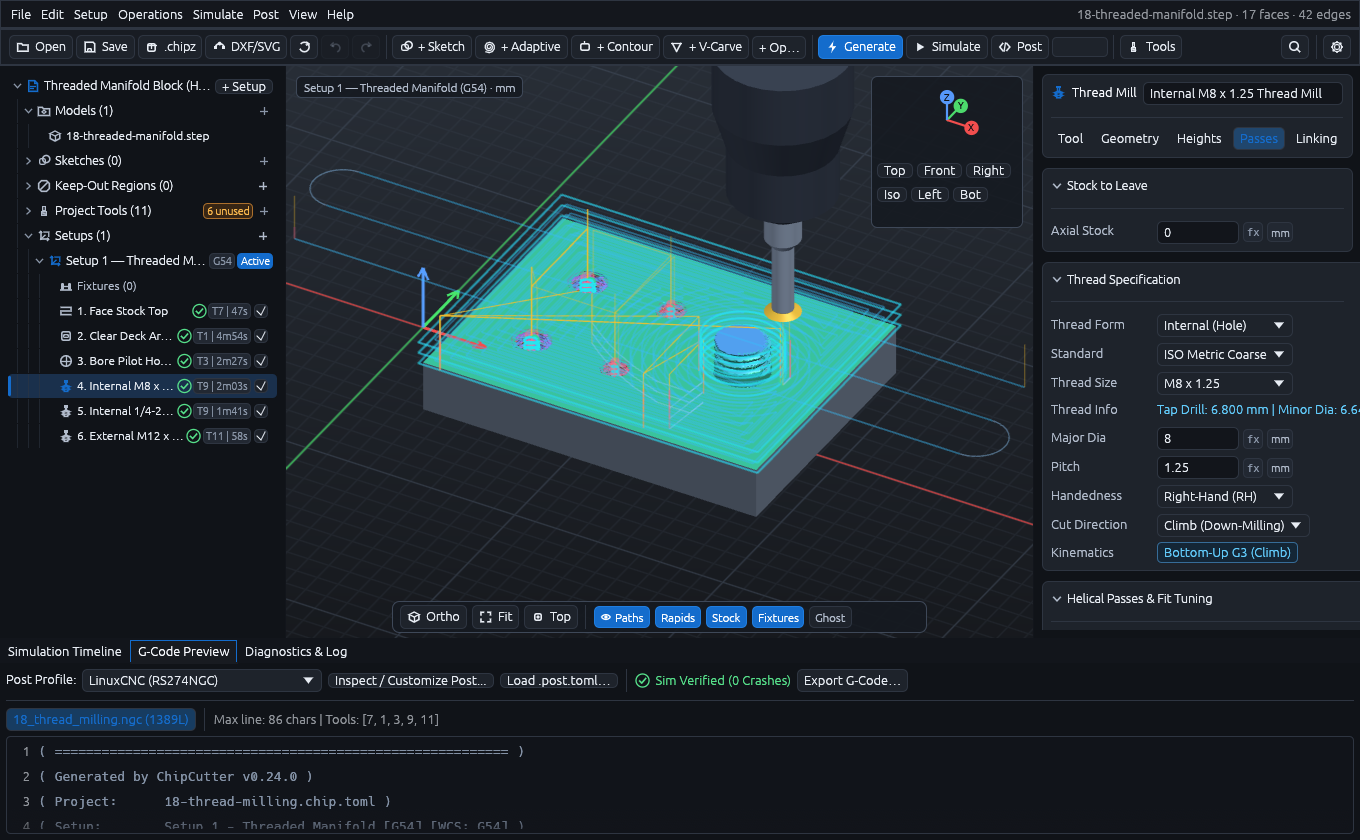 File Edit Setup Operations Simulate Post View Help
18-threaded-manifold.step · 17 faces · 42 edges
Open Save .chipz DXF/SVG + Sketch + Adaptive + Contour + V-Carve + Op... Generate Simulate Post Tools
Threaded Manifold Block (H... + Setup
Models (1) +
18-threaded-manifold.step
Sketches (0) +
Keep-Out Regions (0) +
Project Tools (11) 6 unused +
Setups (1) +
Setup 1 — Threaded M... G54 Active
Fixtures (0)
1. Face Stock Top T7 | 47s
2. Clear Deck Ar... T1 | 4m54s
3. Bore Pilot Ho... T3 | 2m27s
4. Internal M8 x ... T9 | 2m03s
5. Internal 1/4-2... T9 | 1m41s
6. External M12 x ... T11 | 58s
Setup 1 — Threaded Manifold (G54) · mm
Z
Y
X
Top Front Right
Iso Left Bot
Ortho Fit Top Paths Rapids Stock Fixtures Ghost
Thread Mill Internal M8 x 1.25 Thread Mill
Tool Geometry Heights Passes Linking
Stock to Leave
Axial Stock 0 fx mm
Thread Specification
Thread Form Internal (Hole)
Standard ISO Metric Coarse
Thread Size M8 x 1.25
Thread Info Tap Drill: 6.800 mm | Minor Dia: 6.64
Major Dia 8 fx mm
Pitch 1.25 fx mm
Handedness Right-Hand (RH)
Cut Direction Climb (Down-Milling)
Kinematics Bottom-Up G3 (Climb)
Helical Passes & Fit Tuning
Simulation Timeline G-Code Preview Diagnostics & Log
Post Profile: LinuxCNC (RS274NGC) Inspect / Customize Post... Load .post.toml... Sim Verified (0 Crashes) Export G-Code...
18_thread_milling.ngc (1389L) Max line: 86 chars | Tools: [7, 1, 3, 9, 11]
1 ( ========================================================== )
2 ( Generated by ChipCutter v0.24.0 )
3 ( Project: 18-thread-milling.chip.toml )
4 ( Setup: Setup 1 - Threaded Manifold [G54] [WCS: G54] )